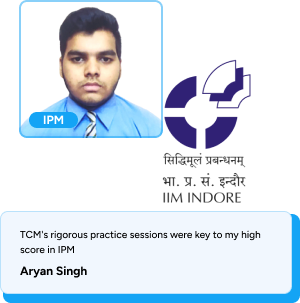 IPM
सिद्धिमूलं प्रबन्धनम्
भा. प्र. सं. इन्दौर
IIM INDORE
TCM's rigorous practice sessions were key to my high
score in IPM
Aryan Singh